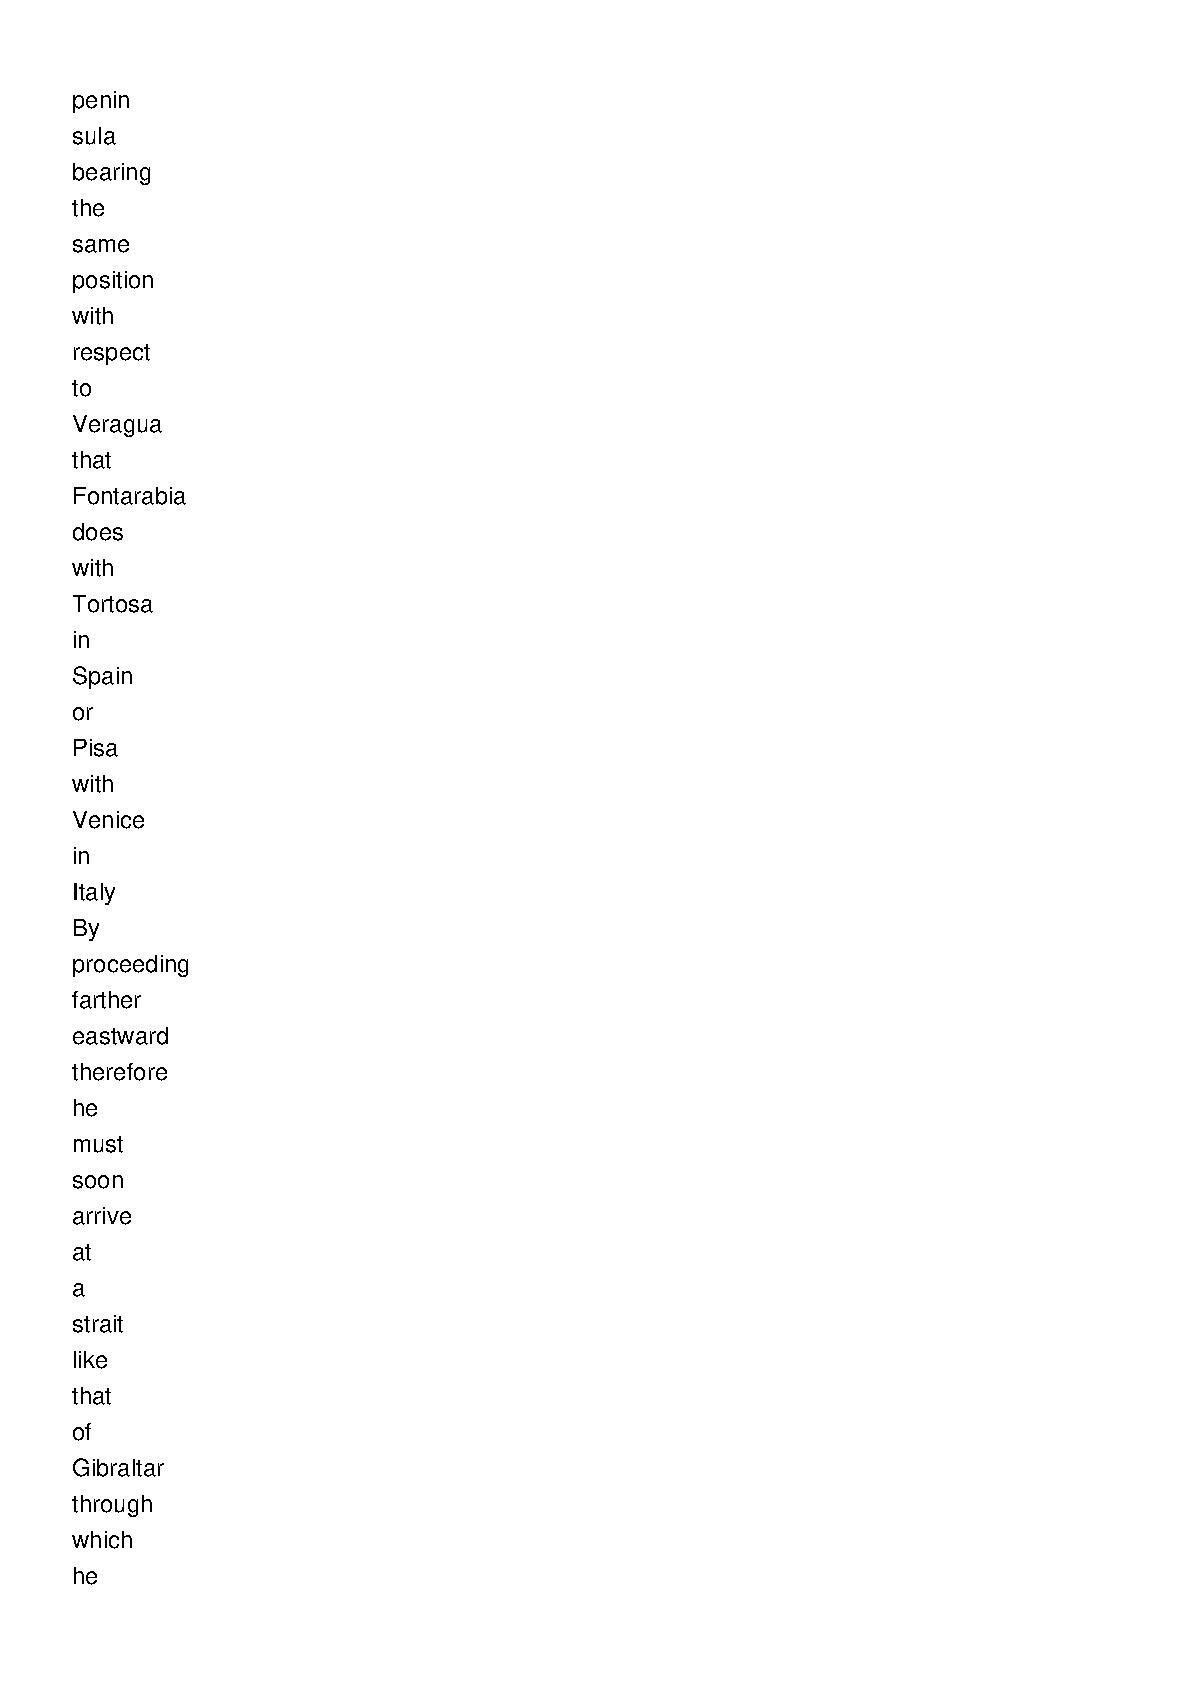 penin
sula
bearing
the
same
position
with
respect
to
Veragua
that
Fontarabia
does
with
Tortosa
in
Spain
or
Pisa
with
Venice
in
Italy
By
proceeding
farther
eastward
therefore
he
must
soon
arrive
at
a
strait
like
that
of
Gibraltar
through
which
he